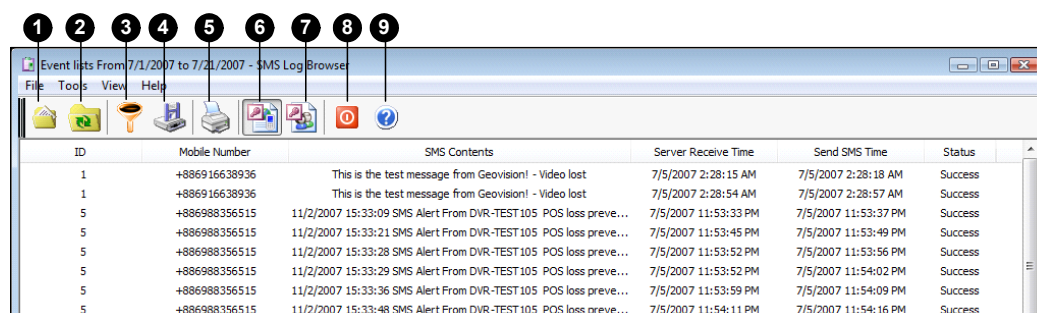 1 2 3 4 5 6 7 8 9
Event lists From 7/1/2007 to 7/21/2007 - SMS Log Browser
File Tools View Help
ID Mobile Number SMS Contents Server Receive Time Send SMS Time Status
1 +886916638936 This is the test message from Geovision! - Video lost 7/5/2007 2:28:15 AM 7/5/2007 2:28:18 AM Success
1 +886916638936 This is the test message from Geovision! - Video lost 7/5/2007 2:28:54 AM 7/5/2007 2:28:57 AM Success
5 +886988356515 11/2/2007 15:33:09 SMS Alert From DVR-TEST105 POS loss preve... 7/5/2007 11:53:33 PM 7/5/2007 11:53:37 PM Success
5 +886988356515 11/2/2007 15:33:21 SMS Alert From DVR-TEST105 POS loss preve... 7/5/2007 11:53:45 PM 7/5/2007 11:53:49 PM Success
5 +886988356515 11/2/2007 15:33:28 SMS Alert From DVR-TEST105 POS loss preve... 7/5/2007 11:53:52 PM 7/5/2007 11:53:56 PM Success
5 +886988356515 11/2/2007 15:33:29 SMS Alert From DVR-TEST105 POS loss preve... 7/5/2007 11:53:52 PM 7/5/2007 11:54:02 PM Success
5 +886988356515 11/2/2007 15:33:36 SMS Alert From DVR-TEST105 POS loss preve... 7/5/2007 11:53:59 PM 7/5/2007 11:54:09 PM Success
5 +886988356515 11/2/2007 15:33:48 SMS Alert From DVR-TEST105 POS loss preve... 7/5/2007 11:54:11 PM 7/5/2007 11:54:16 PM Success